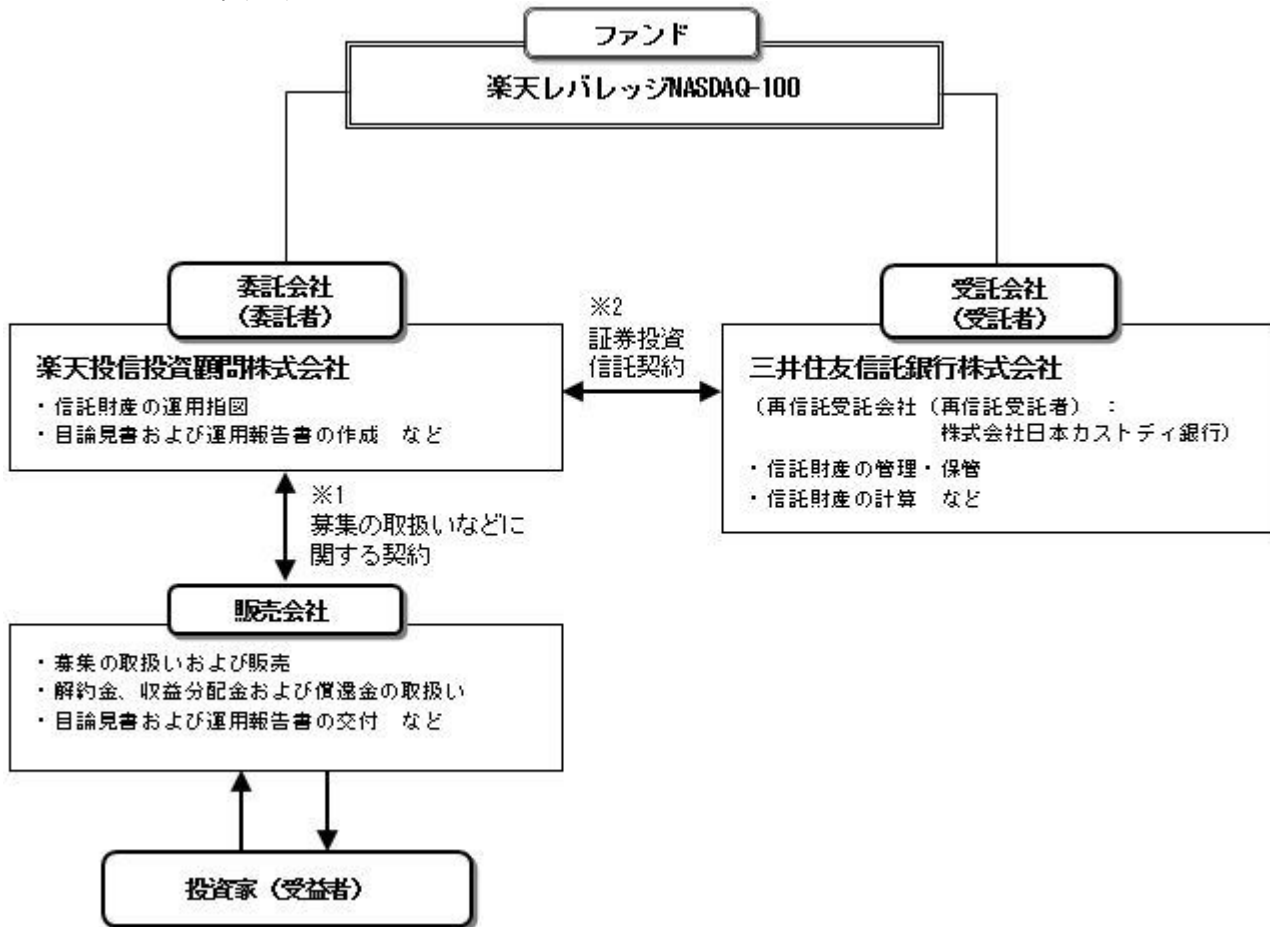 ファンド
楽天レバレッジNASDAQ-100
委託会社
（委託者）
楽天投信投資顧問株式会社
・信託財産の運用指図
・目論見書および運用報告書の作成　など
※2
証券投資
信託契約
受託会社
（受託者）
三井住友信託銀行株式会社
（再信託受託会社（再信託受託者）：
株式会社日本カストディ銀行）
・信託財産の管理・保管
・信託財産の計算　など
※1
募集の取扱いなどに
関する契約
販売会社
・募集の取扱いおよび販売
・解約金、収益分配金および償還金の取扱い
・目論見書および運用報告書の交付　など
投資家（受益者）